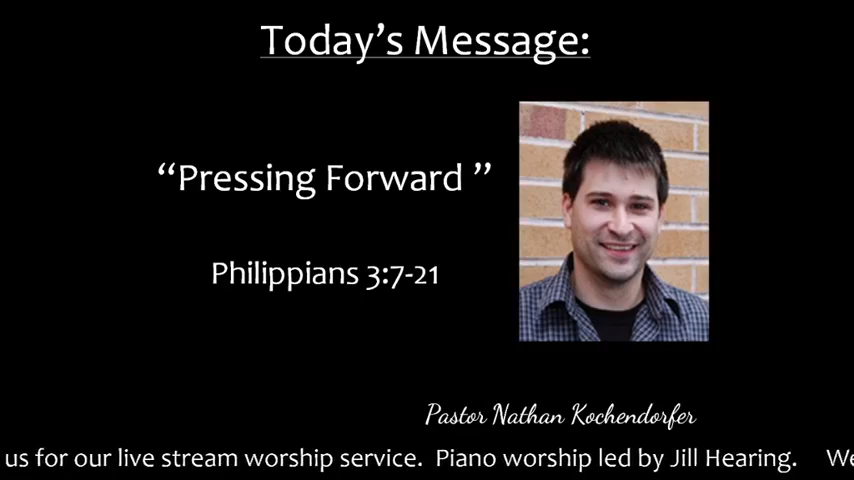 Today’s Message:
“Pressing Forward ”
Philippians 3:7-21
Pastor Nathan Kochendorfer
us for our live stream worship service.  Piano worship led by Jill Hearing.     We